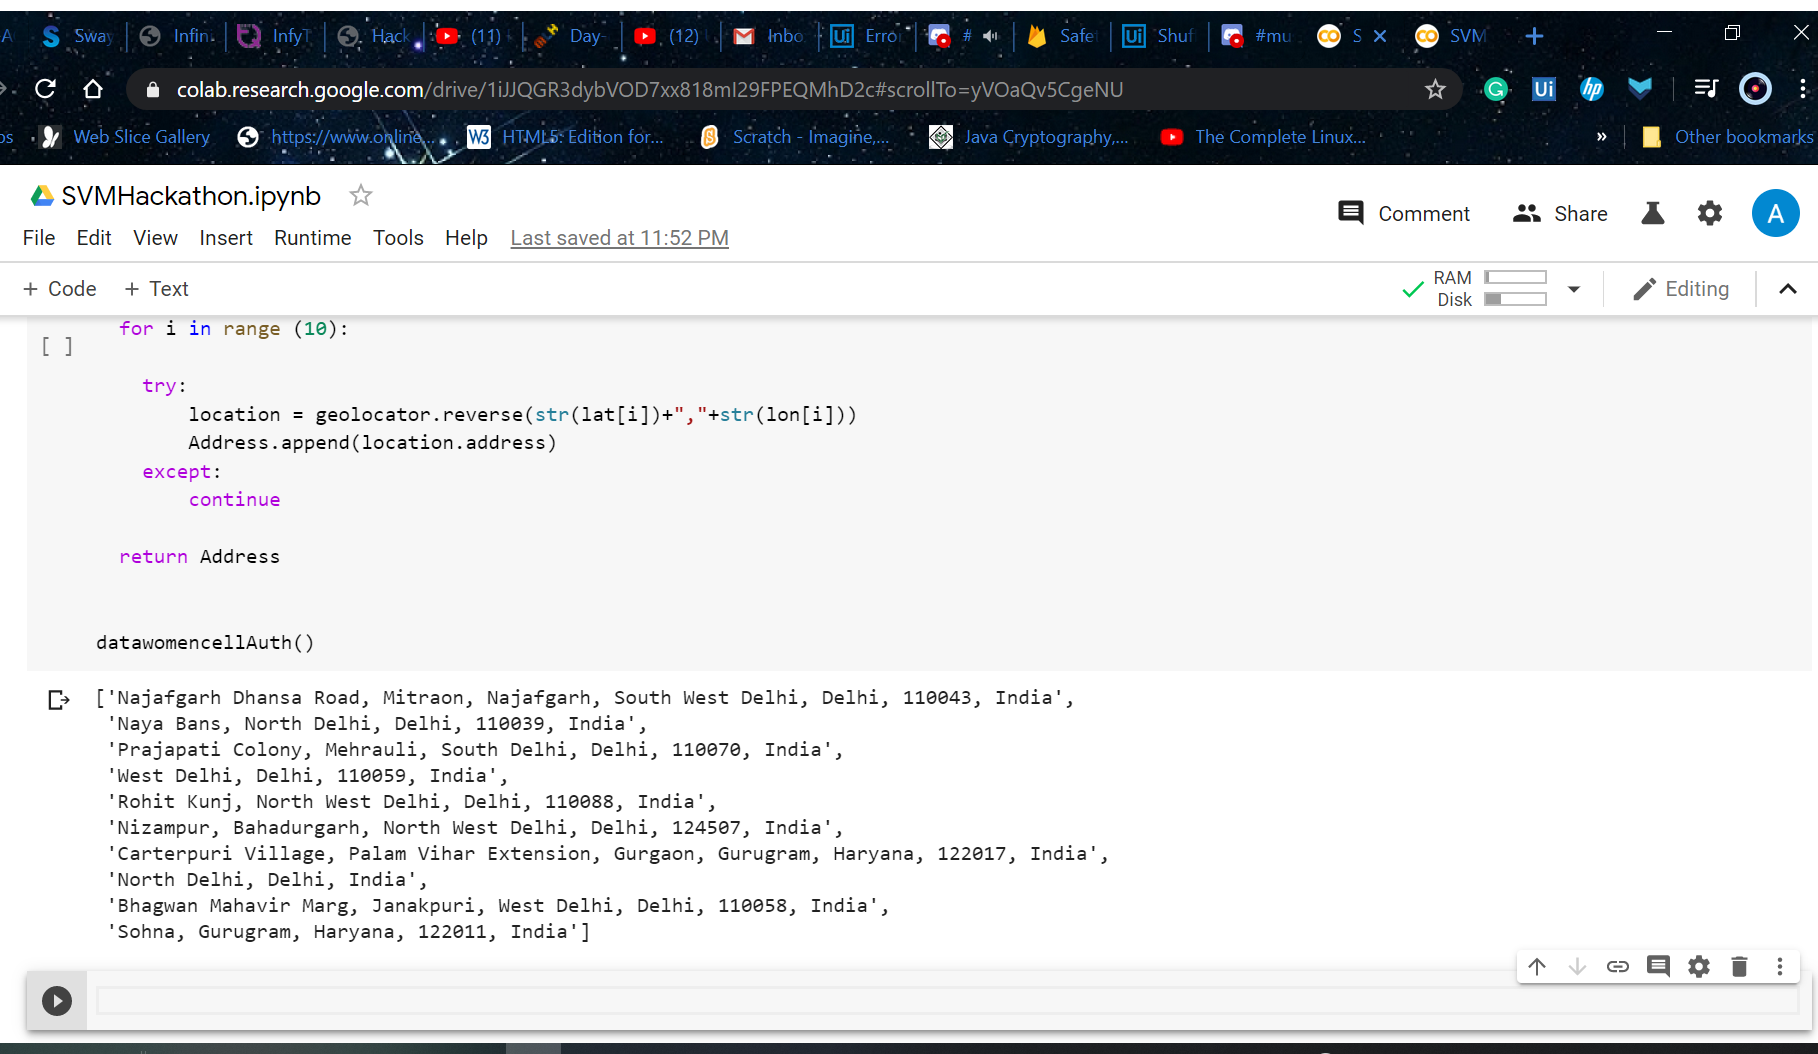 Sway Infin InfyT Hack (11) Day- (12) Inbo Erro # Safe Shuf #mu S SVM
colab.research.google.com/drive/1iJJQGR3dybVOD7xx818mI29FPEQMhD2c#scrollTo=yVOaQv5CgeNU
Web Slice Gallery https://www.online... HTML5: Edition for... Scratch - Imagine,... Java Cryptography,... The Complete Linux... » Other bookmarks
SVMHackathon.ipynb
Comment Share A
File Edit View Insert Runtime Tools Help Last saved at 11:52 PM
+ Code + Text RAM Disk Editing
for i in range (10):
[ ]
try:
location = geolocator.reverse(str(lat[i])+","+str(lon[i]))
Address.append(location.address)
except:
continue
return Address
datawomencellAuth()
['Najafgarh Dhansa Road, Mitraon, Najafgarh, South West Delhi, Delhi, 110043, India',
'Naya Bans, North Delhi, Delhi, 110039, India',
'Prajapati Colony, Mehrauli, South Delhi, Delhi, 110070, India',
'West Delhi, Delhi, 110059, India',
'Rohit Kunj, North West Delhi, Delhi, 110088, India',
'Nizampur, Bahadurgarh, North West Delhi, Delhi, 124507, India',
'Carterpuri Village, Palam Vihar Extension, Gurgaon, Gurugram, Haryana, 122017, India',
'North Delhi, Delhi, India',
'Bhagwan Mahavir Marg, Janakpuri, West Delhi, Delhi, 110058, India',
'Sohna, Gurugram, Haryana, 122011, India']